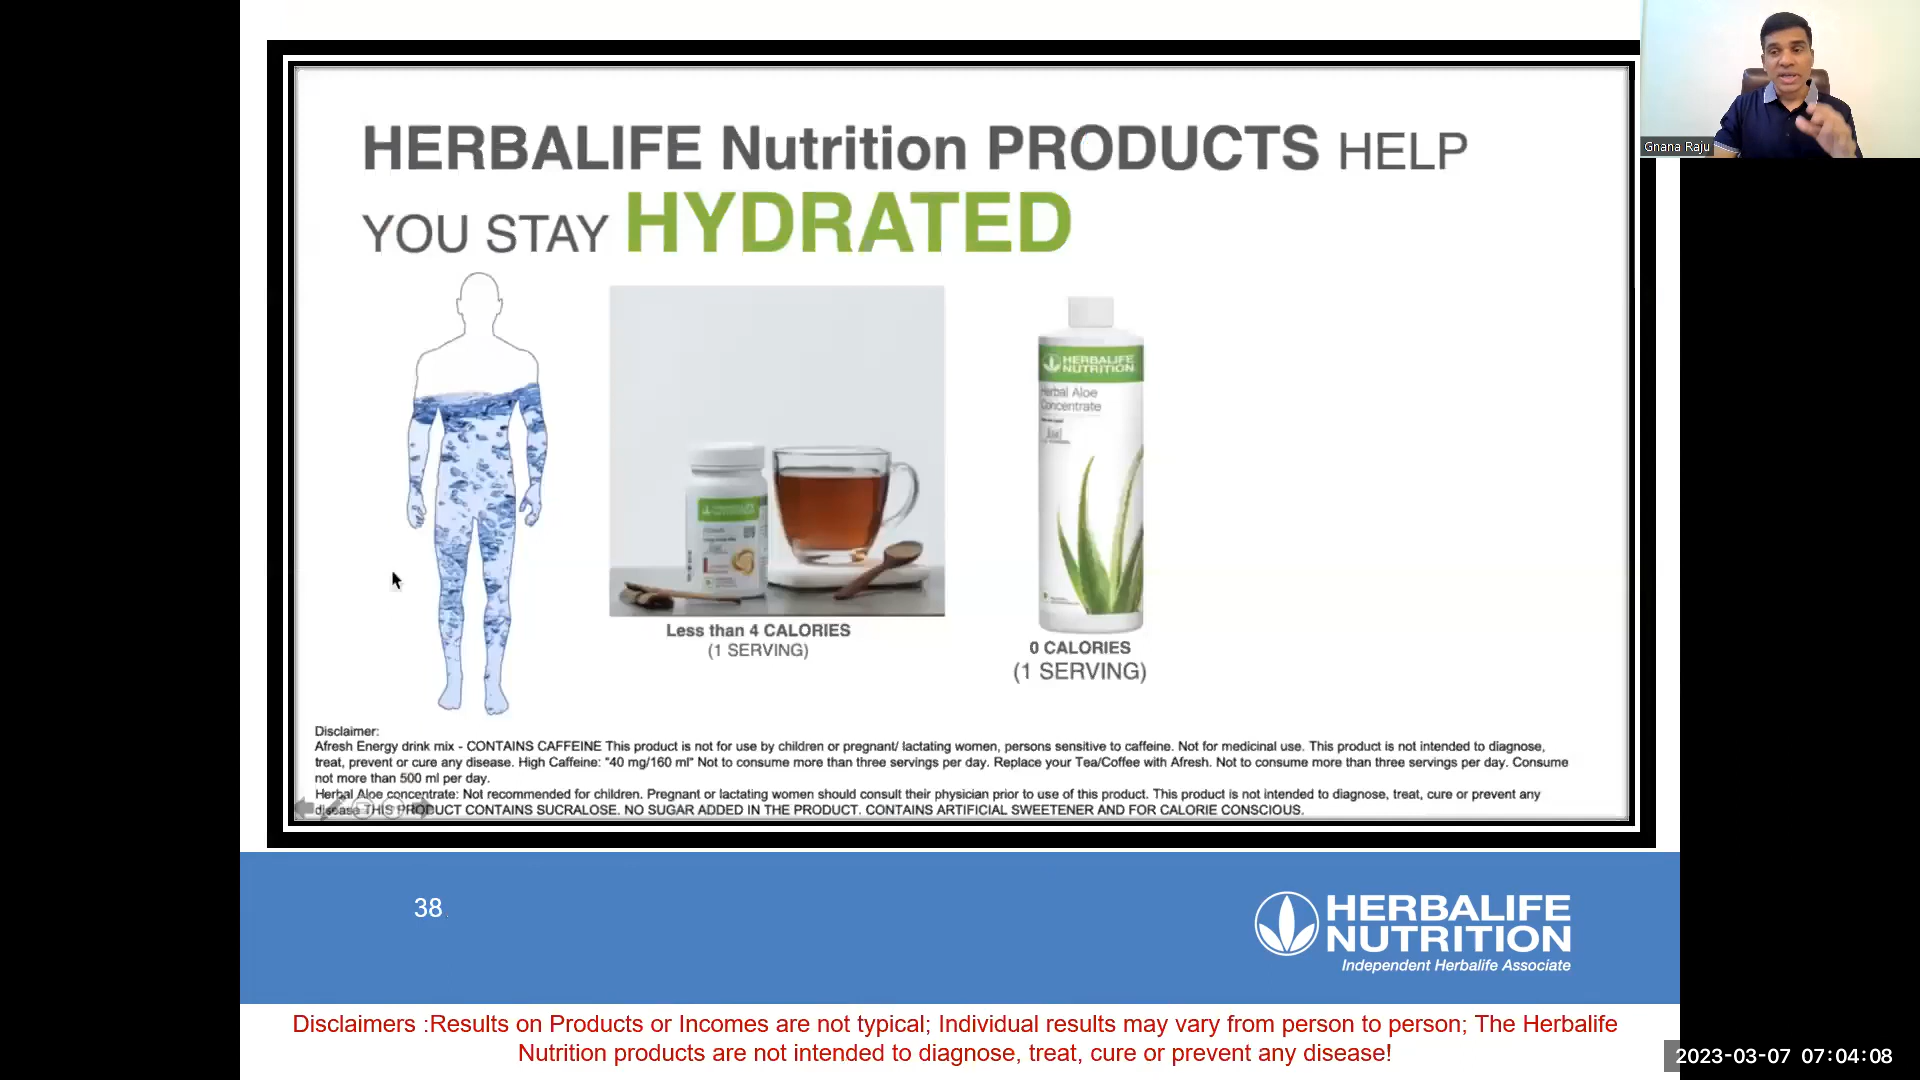 HERBALIFE Nutrition PRODUCTS HELP
YOU STAY HYDRATED
Gnana Raju
HERBALIFE
NUTRITION
Herbal Aloe
Concentrate
Less than 4 CALORIES
(1 SERVING)
0 CALORIES
(1 SERVING)
Disclaimer:
Afresh Energy drink mix - CONTAINS CAFFEINE This product is not for use by children or pregnant/ lactating women, persons sensitive to caffeine. Not for medicinal use. This product is not intended to diagnose,
treat, prevent or cure any disease. High Caffeine: "40 mg/160 ml" Not to consume more than three servings per day. Replace your Tea/Coffee with Afresh. Not to consume more than three servings per day. Consume
not more than 500 ml per day.
Herbal Aloe concentrate: Not recommended for children. Pregnant or lactating women should consult their physician prior to use of this product. This product is not intended to diagnose, treat, cure or prevent any
disease THIS PRODUCT CONTAINS SUCRALOSE. NO SUGAR ADDED IN THE PRODUCT. CONTAINS ARTIFICIAL SWEETENER AND FOR CALORIE CONSCIOUS.
38
HERBALIFE
NUTRITION
Independent Herbalife Associate
Disclaimers :Results on Products or Incomes are not typical; Individual results may vary from person to person; The Herbalife
Nutrition products are not intended to diagnose, treat, cure or prevent any disease!
2023-03-07 07:04:08